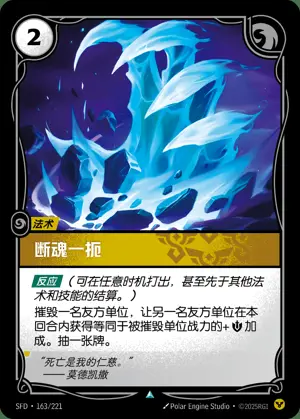 2
法术
断魂一扼
反应 （可在任意时机打出，甚至先于其他法
术和技能的结算。）
摧毁一名友方单位，让另一名友方单位在本
回合内获得等同于被摧毁单位战力的+加
成。抽一张牌。
“死亡是我的仁慈。”
——莫德凯撒
SFD • 163/221
Polar Engine Studio
©2025RGI